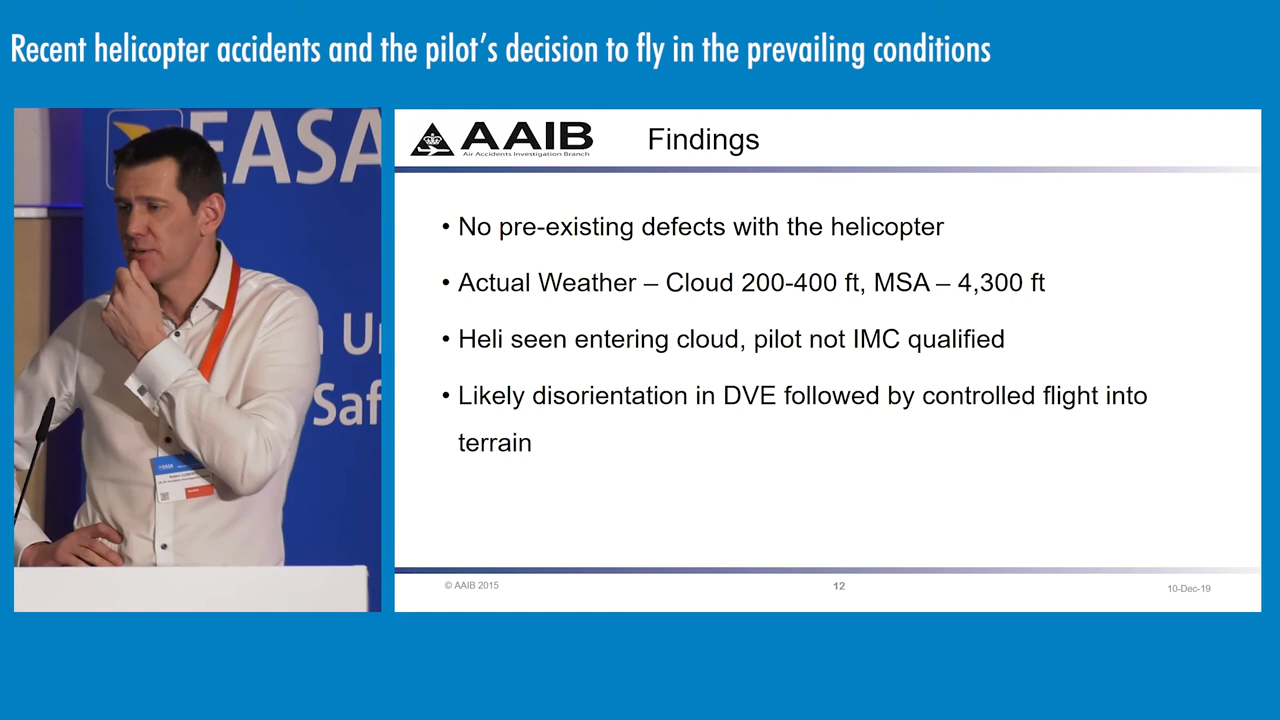 Recent helicopter accidents and the pilot's decision to fly in the prevailing conditions
EASA
Saf
EASA
AAIB
Air Accidents Investigation Branch
Findings
• No pre-existing defects with the helicopter
• Actual Weather – Cloud 200-400 ft, MSA – 4,300 ft
• Heli seen entering cloud, pilot not IMC qualified
• Likely disorientation in DVE followed by controlled flight into
terrain
© AAIB 2015
12
10-Dec-19